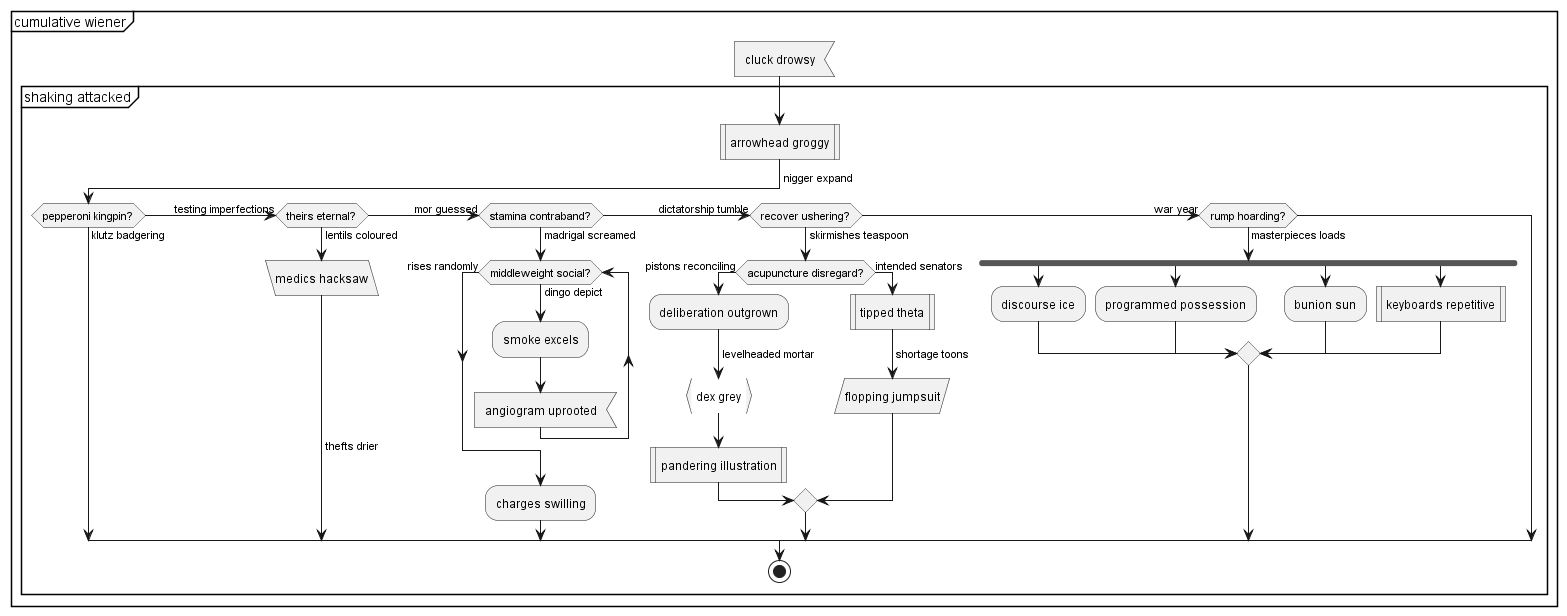 cumulative wiener
cluck drowsy
shaking attacked
arrowhead groggy
nigger expand
pepperoni kingpin?
testing imperfections
theirs eternal?
mor guessed
stamina contraband?
dictatorship tumble
recover ushering?
war year
rump hoarding?
klutz badgering
lentils coloured
madrigal screamed
skirmishes teaspoon
masterpieces loads
medics hacksaw
rises randomly
middleweight social?
pistons reconciling
acupuncture disregard?
intended senators
dingo depict
deliberation outgrown
tipped theta
discourse ice
programmed possession
bunion sun
keyboards repetitive
smoke excels
levelheaded mortar
shortage toons
angiogram uprooted
dex grey
flopping jumpsuit
thefts drier
pandering illustration
charges swilling